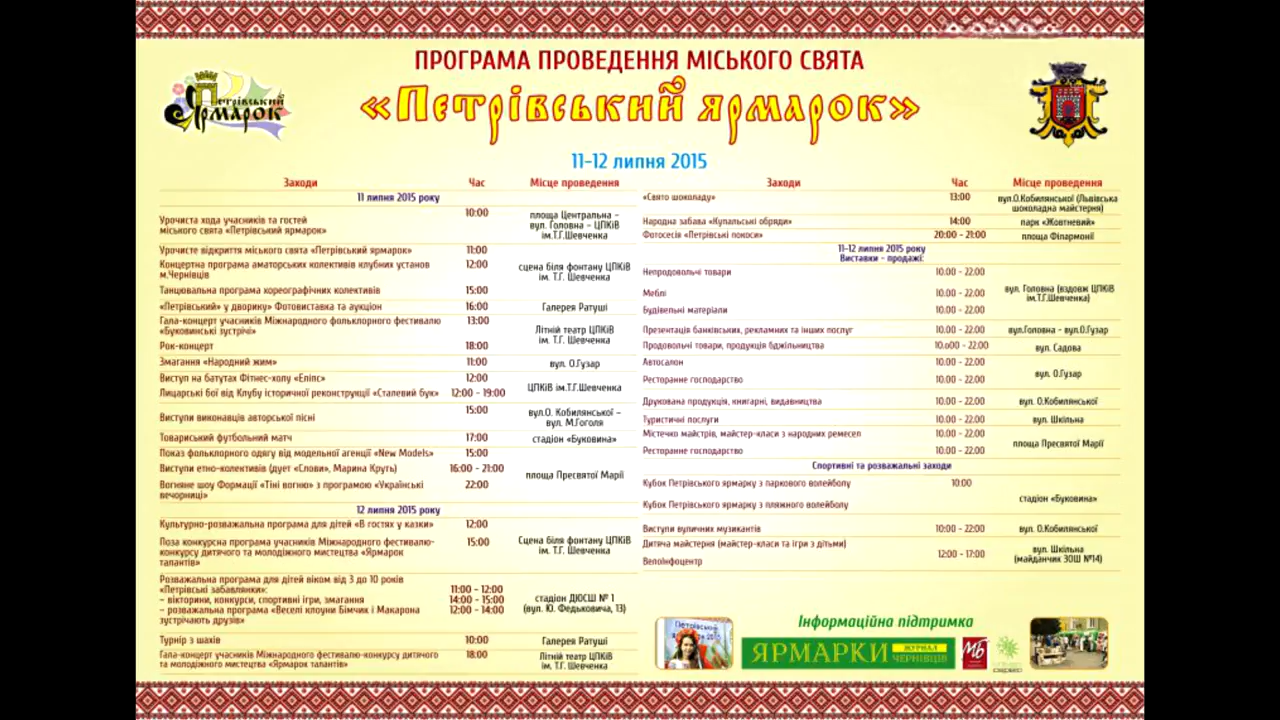 ПРОГРАМА ПРОВЕДЕННЯ МІСЬКОГО СВЯТА
«Петрівський ярмарок»
Петрівський
Ярмарок
11-12 липня 2015
Заходи Час Місце проведення
11 липня 2015 року
Урочиста хода учасників та гостей
міського свята «Петрівський ярмарок»
10:00
площа Центральна –
вул. Головна – ЦПКіВ
ім.Т.Г.Шевченка
Урочисте відкриття міського свята «Петрівський ярмарок» 11:00
Концертна програма аматорських колективів клубних установ
м.Чернівців
12:00
сцена біля фонтану ЦПКіВ
ім. Т.Г. Шевченка
Танцювальна програма хореографічних колективів 15:00
«Петрівський» у дворику» Фотовиставка та аукціон 16:00 Галерея Ратуші
Гала-концерт учасників Міжнародного фольклорного фестивалю
«Буковинські зустрічі»
13:00
Літній театр ЦПКіВ
ім. Т.Г. Шевченка
Рок-концерт 18:00
Змагання «Народний жим» 11:00 вул. О.Гузар
Виступ на батутах Фітнес-холу «Еліпс» 12:00
ЦПКіВ ім.Т.Г.Шевченка
Лицарські бої від Клубу історичної реконструкції «Сталевий бук» 12:00 - 19:00
Виступи виконавців авторської пісні 15:00
вул.О. Кобилянської –
вул. М.Гоголя
Товариський футбольний матч 17:00 стадіон «Буковина»
Показ фольклорного одягу від модельної агенції «New Models» 15:00
Виступи етно-колективів (дует «Слови», Марина Круть) 16:00 - 21:00
площа Пресвятої Марії
Вогняне шоу Формації «Тіні вогню» з програмою «Українські
вечорниці»
22:00
12 липня 2015 року
Культурно-розважальна програма для дітей «В гостях у казки» 12:00
Поза конкурсна програма учасників Міжнародного фестивалю-
конкурсу дитячого та молодіжного мистецтва «Ярмарок
талантів»
15:00
Сцена біля фонтану ЦПКіВ
ім. Т.Г. Шевченка
Розважальна програма для дітей віком від 3 до 10 років
«Петрівські забавлянки»:
– вікторини, конкурси, спортивні ігри, змагання
– розважальна програма «Веселі клоуни Бімчик і Макарона
зустрічають друзів»
11:00 - 12:00
14:00 - 15:00
12:00 - 14:00
стадіон ДЮСШ № 1
(вул. Ю. Федьковича, 13)
Турнір з шахів 10:00 Галерея Ратуші
Гала-концерт учасників Міжнародного фестивалю-конкурсу дитячого
та молодіжного мистецтва «Ярмарок талантів»
18:00
Літній театр ЦПКіВ
ім. Т.Г. Шевченка
Заходи Час Місце проведення
«Свято шоколаду» 13:00
вул.О.Кобилянської (Львівська
шоколадна майстерня)
Народна забава «Купальські обряди» 14:00 парк «Жовтневий»
Фотосесія «Петрівські покоси» 20:00 - 21:00 площа Філармонії
11-12 липня 2015 року
Виставки - продажі:
Непродовольчі товари 10.00 - 22.00
Меблі 10.00 - 22.00
вул. Головна (вздовж ЦПКіВ
ім.Т.Г.Шевченка)
Будівельні матеріали 10.00 - 22.00
Презентація банківських, рекламних та інших послуг 10.00 - 22.00 вул.Головна - вул.О.Гузар
Продовольчі товари, продукція бджільництва 10.о00 - 22.00 вул. Садова
Автосалон 10.00 - 22.00
вул. О.Гузар
Ресторанне господарство 10.00 - 22.00
Друкована продукція, книгарні, видавництва 10.00 - 22.00 вул. О.Кобилянської
Туристичні послуги 10.00 - 22.00 вул. Шкільна
Містечко майстрів, майстер-класи з народних ремесел 10.00 - 22.00
площа Пресвятої Марії
Ресторанне господарство 10.00 - 22.00
Спортивні та розважальні заходи
Кубок Петрівського ярмарку з паркового волейболу 10:00
стадіон «Буковина»
Кубок Петрівського ярмарку з пляжного волейболу
Виступи вуличних музикантів 10:00 - 22:00 вул. О.Кобилянської
Дитяча майстерня (майстер-класи та ігри з дітьми)
12:00 - 17:00
вул. Шкільна
(майданчик ЗОШ №14)
Велоінфоцентр
Інформаційна підтримка
Петрівський
ЯРМАРКИ
ЖУРНАЛ
ЧЕРНІВЦІВ
МБ